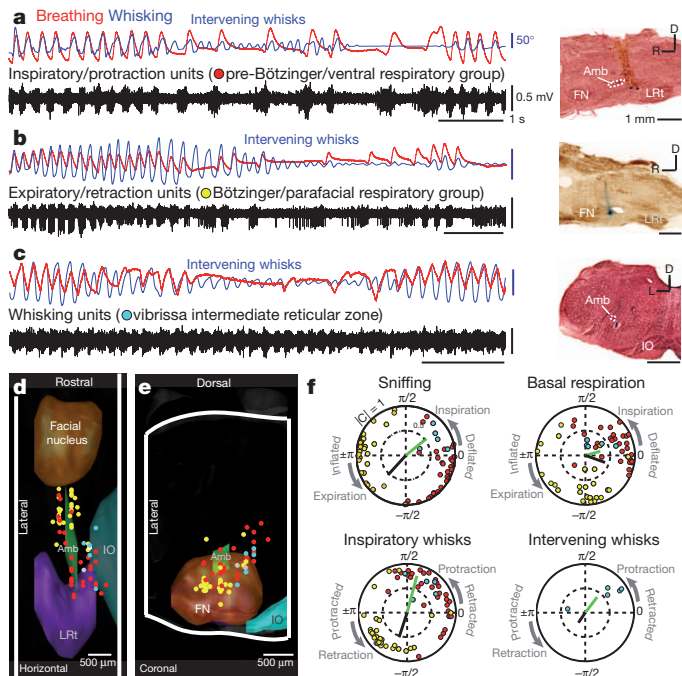 a Breathing Whisking Intervening whisks
50°
Inspiratory/protraction units (pre-Bötzinger/ventral respiratory group)
0.5 mV
1 s
D
R
Amb
FN
LRt
1 mm
b
Intervening whisks
Expiratory/retraction units (Bötzinger/parafacial respiratory group)
D
R
FN
LRt
c
Intervening whisks
Whisking units (vibrissa intermediate reticular zone)
D
L
Amb
IO
d Rostral
Facial
nucleus
Lateral
Amb
IO
LRt
Horizontal
500 µm
e Dorsal
Lateral
Amb
FN
IO
Coronal
500 µm
f
Sniffing
π/2
|C| = 1
0.5
Inspiration
Inflated
Deflated
±π
0
Expiration
−π/2
Basal respiration
π/2
Inspiration
Inflated
Deflated
±π
0
Expiration
−π/2
Inspiratory whisks
π/2
Protraction
Protracted
Retracted
±π
0
Retraction
−π/2
Intervening whisks
π/2
Protraction
Protracted
Retracted
±π
0
Retraction
−π/2